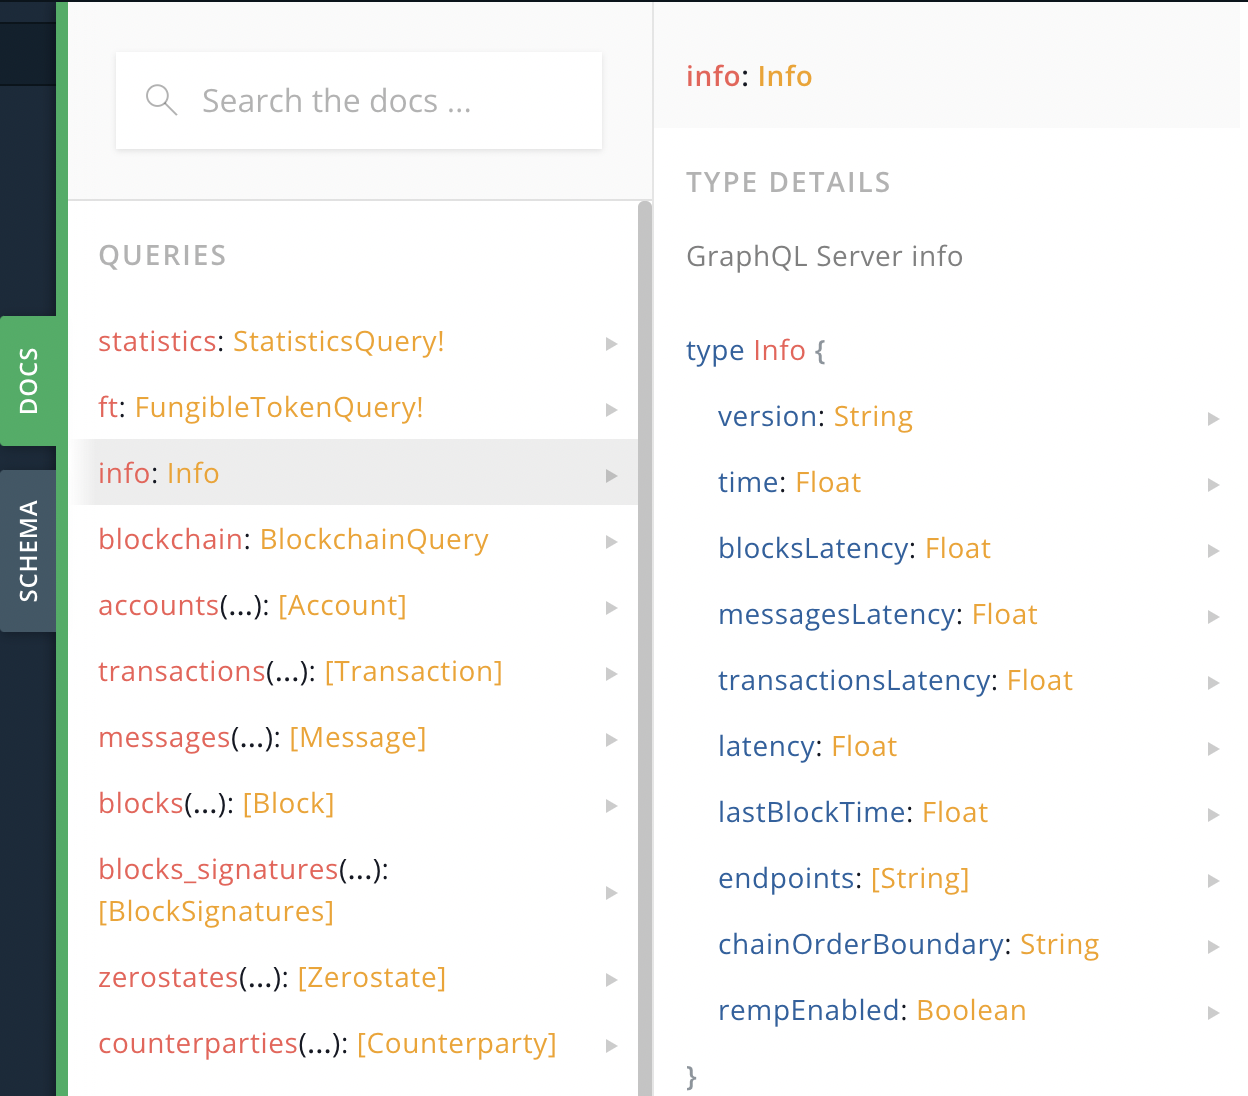 DOCS
SCHEMA
Search the docs ...
QUERIES
statistics: StatisticsQuery!
ft: FungibleTokenQuery!
info: Info
blockchain: BlockchainQuery
accounts(...): [Account]
transactions(...): [Transaction]
messages(...): [Message]
blocks(...): [Block]
blocks_signatures(...):
[BlockSignatures]
zerostates(...): [Zerostate]
counterparties(...): [Counterparty]
info: Info
TYPE DETAILS
GraphQL Server info
type Info {
version: String
time: Float
blocksLatency: Float
messagesLatency: Float
transactionsLatency: Float
latency: Float
lastBlockTime: Float
endpoints: [String]
chainOrderBoundary: String
rempEnabled: Boolean
}